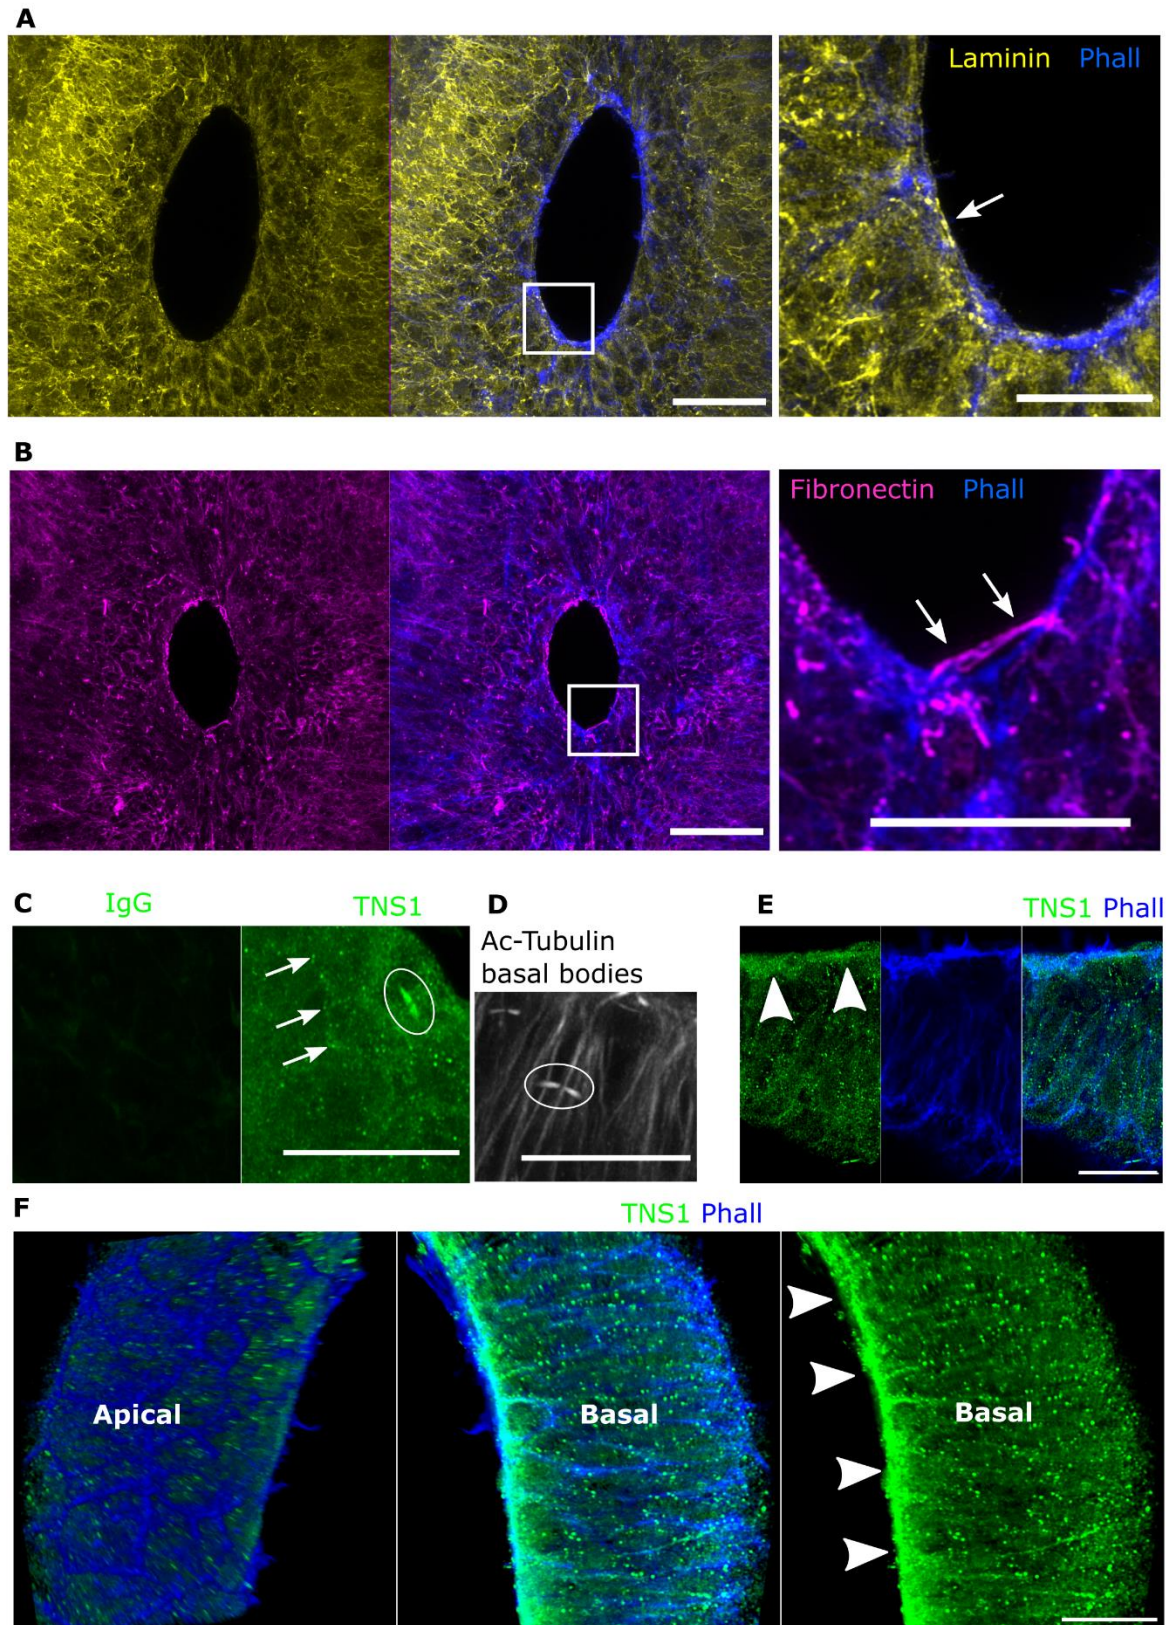 A
Laminin Phall
B
Fibronectin Phall
C
IgG
TNS1
D
Ac-Tubulin
basal bodies
E
TNS1 Phall
F
TNS1 Phall
Apical
Basal
Basal